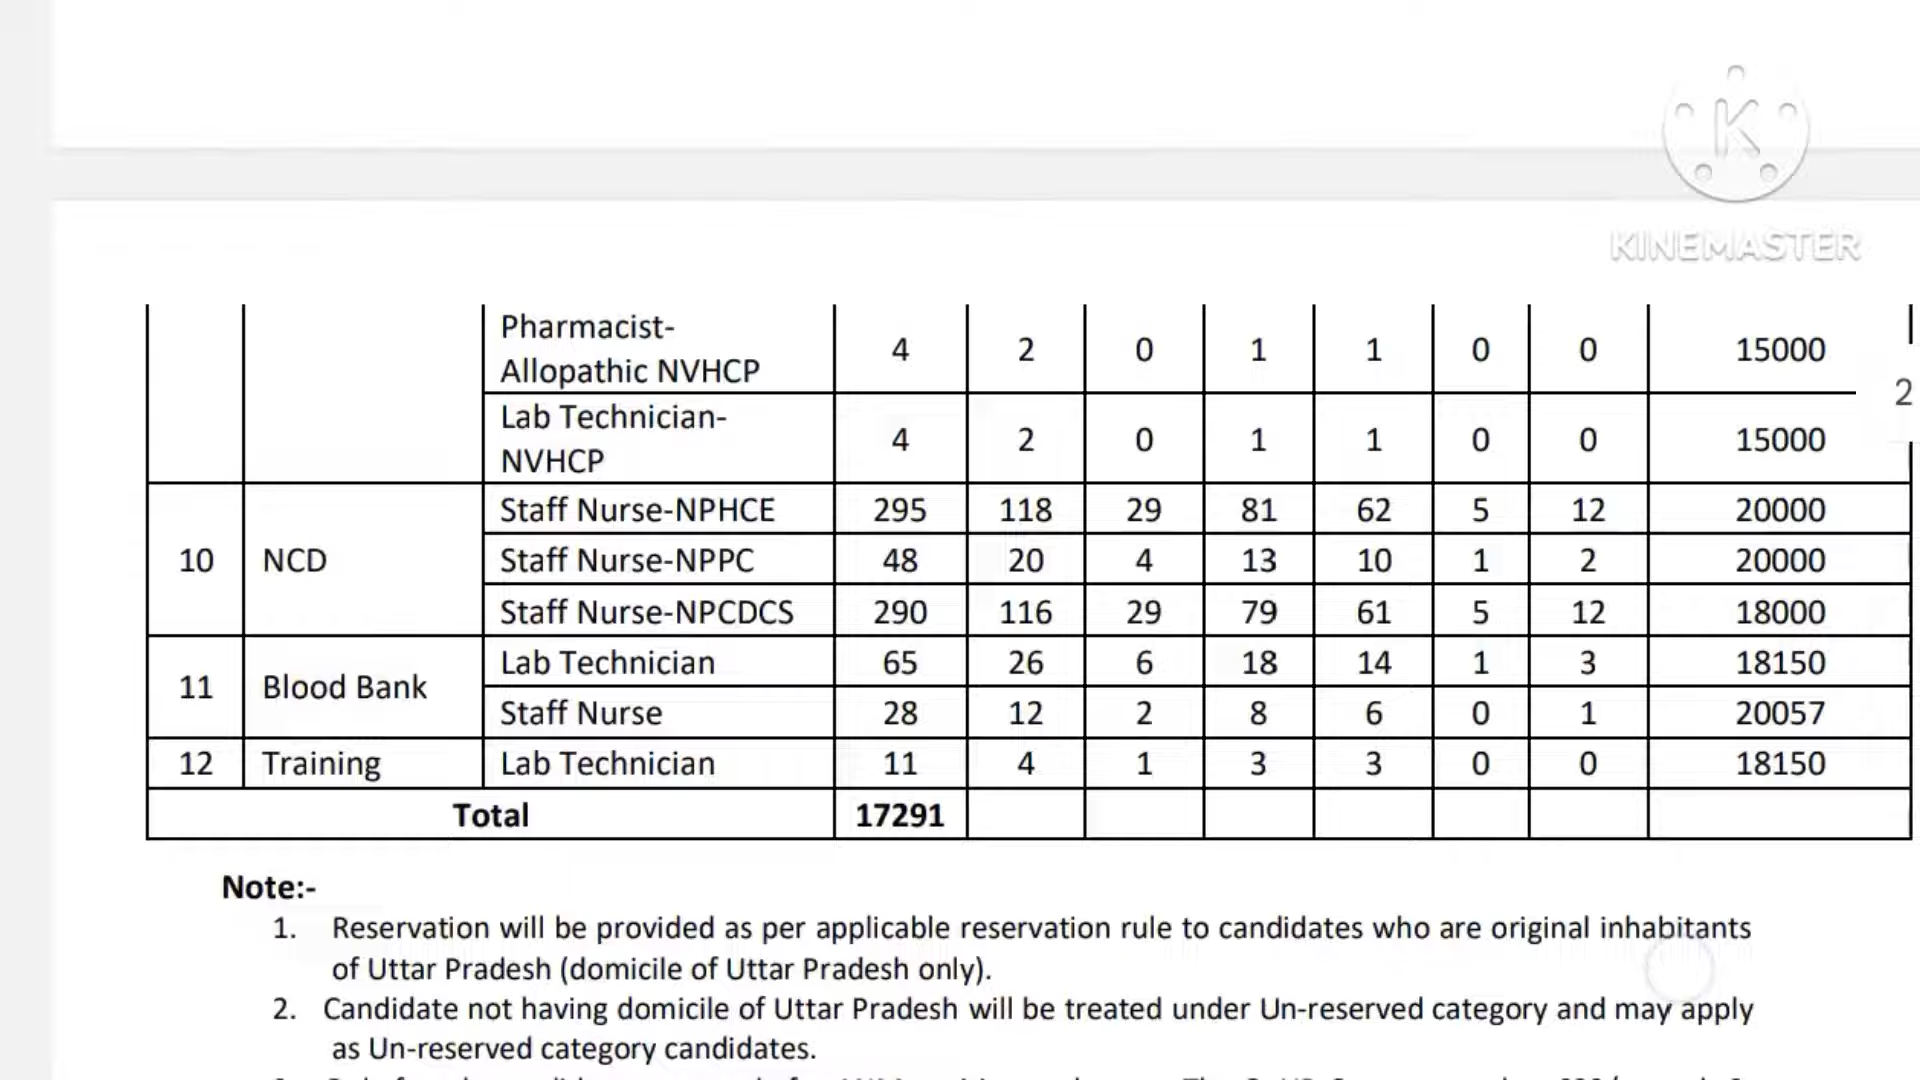 KINEMASTER
Pharmacist-
Allopathic NVHCP 4 2 0 1 1 0 0 15000
2
Lab Technician-
NVHCP 4 2 0 1 1 0 0 15000
10 NCD Staff Nurse-NPHCE 295 118 29 81 62 5 12 20000
Staff Nurse-NPPC 48 20 4 13 10 1 2 20000
Staff Nurse-NPCDCS 290 116 29 79 61 5 12 18000
11 Blood Bank Lab Technician 65 26 6 18 14 1 3 18150
Staff Nurse 28 12 2 8 6 0 1 20057
12 Training Lab Technician 11 4 1 3 3 0 0 18150
Total 17291
Note:-
1. Reservation will be provided as per applicable reservation rule to candidates who are original inhabitants
of Uttar Pradesh (domicile of Uttar Pradesh only).
2. Candidate not having domicile of Uttar Pradesh will be treated under Un-reserved category and may apply
as Un-reserved category candidates.